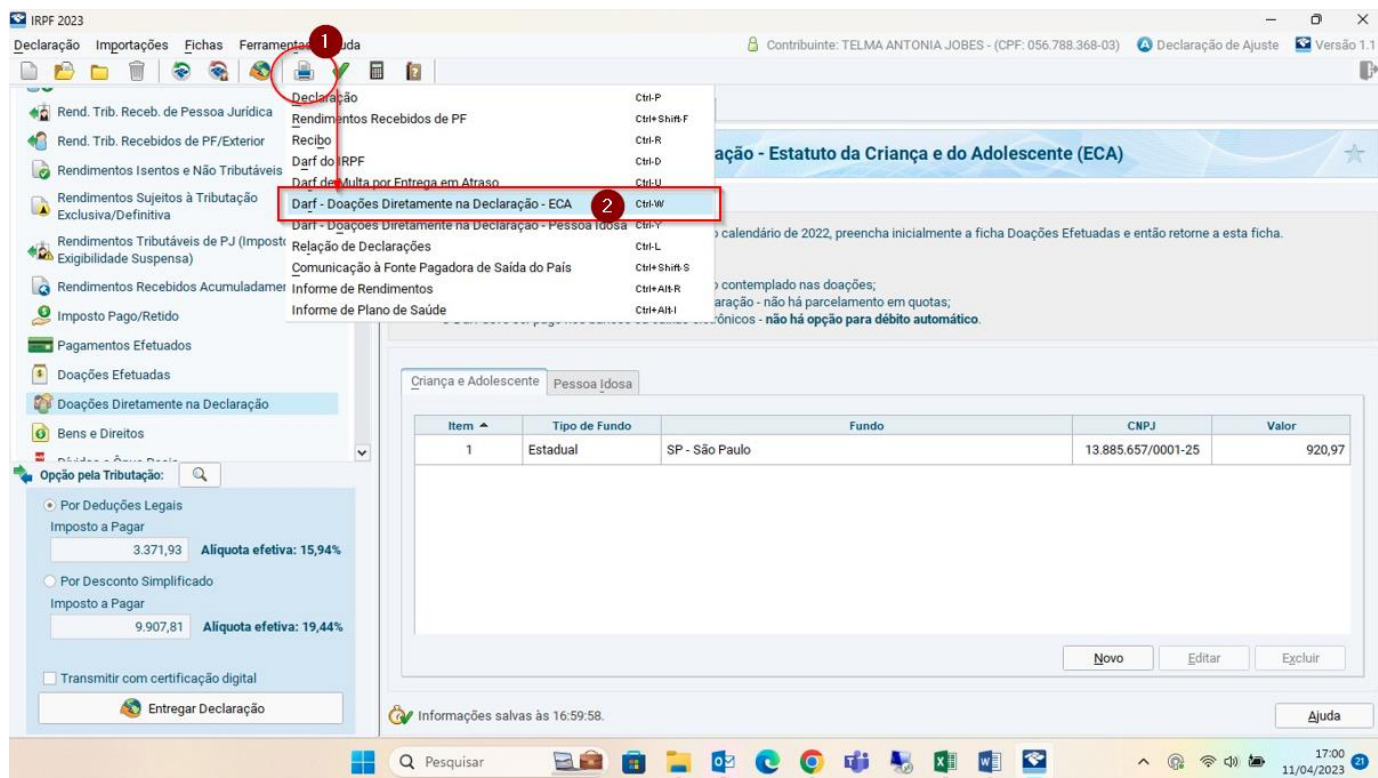 IRPF 2023
Declaração Importações Fichas Ferramentas uda
1
Contribuinte: TELMA ANTONIA JOBES - (CPF: 056.788.368-03) Declaração de Ajuste Versão 1.1
Rend. Trib. Receb. de Pessoa Jurídica
Rend. Trib. Recebidos de PF/Exterior
Rendimentos Isentos e Não Tributáveis
Rendimentos Sujeitos à Tributação
Exclusiva/Definitiva
Rendimentos Tributáveis de PJ (Imposto
Exigibilidade Suspensa)
Rendimentos Recebidos Acumuladamen
Imposto Pago/Retido
Pagamentos Efetuados
Doações Efetuadas
Doações Diretamente na Declaração
Bens e Direitos
Declaração Ctrl-P
Rendimentos Recebidos de PF Ctrl+Shift-F
Recibo Ctrl-R
Darf do IRPF Ctrl-D
Darf de Multa por Entrega em Atraso Ctrl-U
Darf - Doações Diretamente na Declaração - ECA 2 Ctrl-W
Darf - Doações Diretamente na Declaração - Pessoa Idosa Ctrl-Y
Relação de Declarações Ctrl-L
Comunicação à Fonte Pagadora de Saída do País Ctrl+Shift-S
Informe de Rendimentos Ctrl+Alt-R
Informe de Plano de Saúde Ctrl+Alt-I
ação - Estatuto da Criança e do Adolescente (ECA)
calendário de 2022, preencha inicialmente a ficha Doações Efetuadas e então retorne a esta ficha.
contemplado nas doações;
aração - não há parcelamento em quotas;
rônicos - não há opção para débito automático.
Criança e Adolescente Pessoa Idosa
Item Tipo de Fundo Fundo CNPJ Valor
1 Estadual SP - São Paulo 13.885.657/0001-25 920,97
Novo Editar Excluir
Opção pela Tributação:
Por Deduções Legais
Imposto a Pagar
3.371,93 Alíquota efetiva: 15,94%
Por Desconto Simplificado
Imposto a Pagar
9.907,81 Alíquota efetiva: 19,44%
Transmitir com certificação digital
Entregar Declaração
Informações salvas às 16:59:58.
Ajuda
Pesquisar
17:00
11/04/2023
21